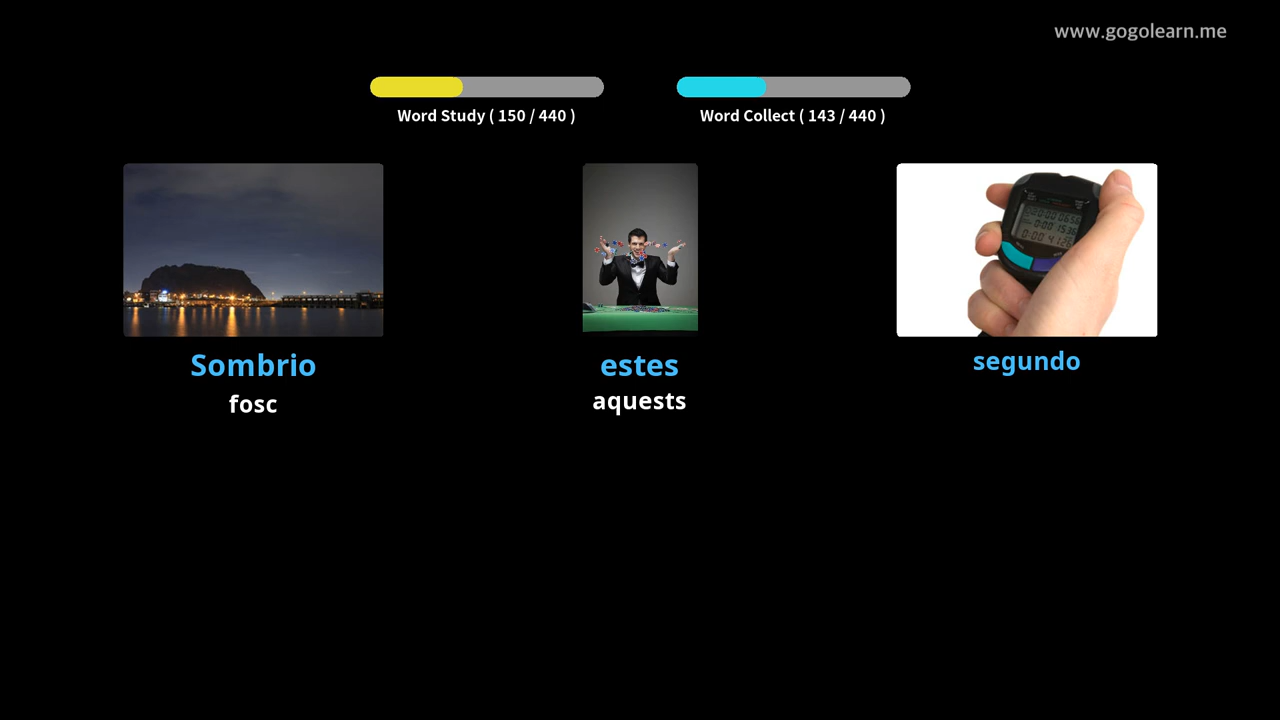 www.gogolearn.me
Word Study ( 150 / 440 )
Word Collect ( 143 / 440 )
Sombrio
fosc
estes
aquests
segundo